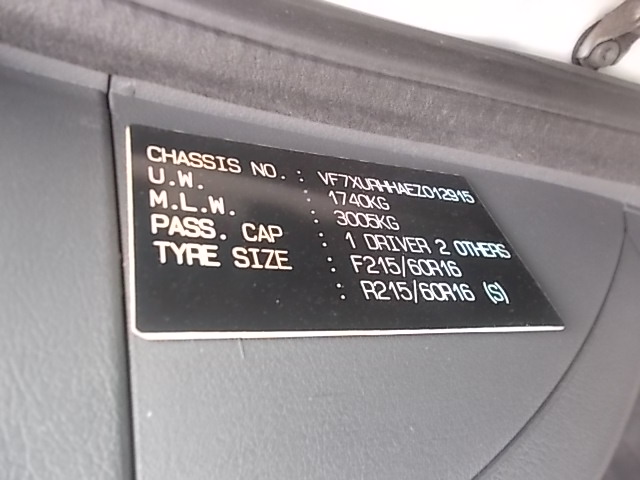 CHASSIS NO. : VF7XURHHAEZ012915
U.W. : 1740KG
M.L.W. : 3005KG
PASS. CAP : 1 DRIVER 2 OTHERS
TYRE SIZE : F215/60R16
: R215/60R16 (S)